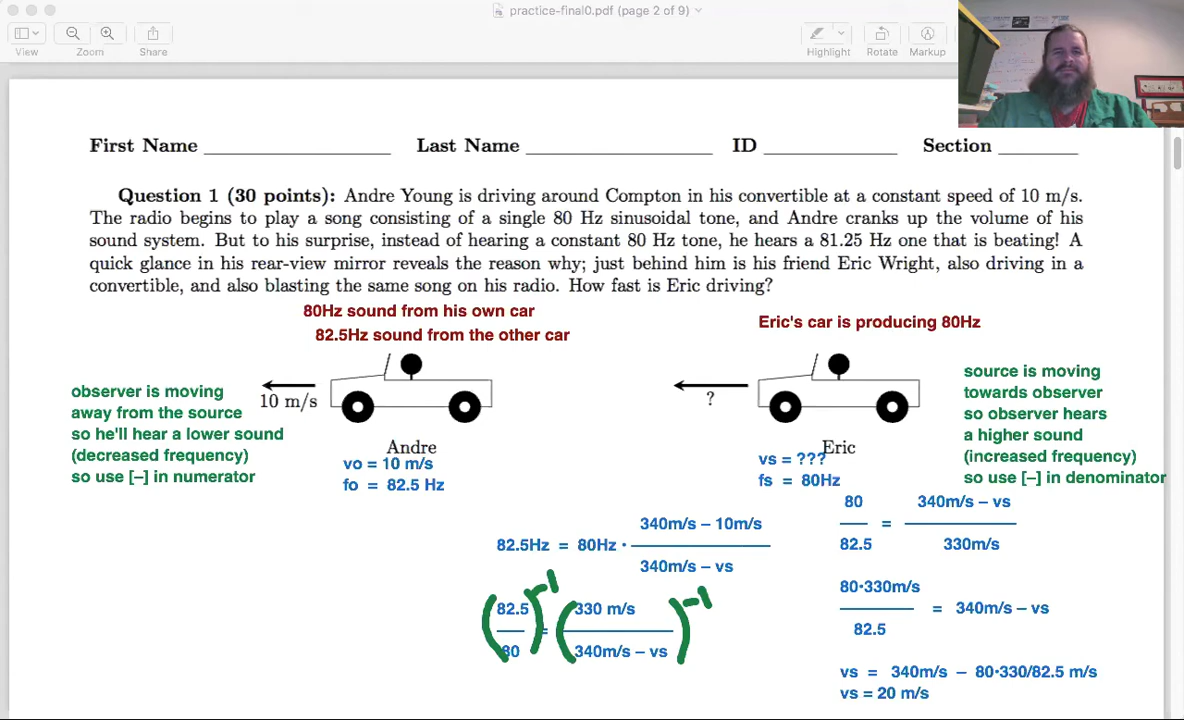 practice-final0.pdf (page 2 of 9)
View
Zoom
Share
Highlight
Rotate
Markup
First Name
Last Name
ID
Section
Question 1 (30 points): Andre Young is driving around Compton in his convertible at a constant speed of 10 m/s.
The radio begins to play a song consisting of a single 80 Hz sinusoidal tone, and Andre cranks up the volume of his
sound system. But to his surprise, instead of hearing a constant 80 Hz tone, he hears a 81.25 Hz one that is beating! A
quick glance in his rear-view mirror reveals the reason why; just behind him is his friend Eric Wright, also driving in a
convertible, and also blasting the same song on his radio. How fast is Eric driving?
80Hz sound from his own car
82.5Hz sound from the other car
Eric's car is producing 80Hz
observer is moving
away from the source
so he'll hear a lower sound
(decreased frequency)
so use [–] in numerator
10 m/s
Andre
vo = 10 m/s
fo = 82.5 Hz
?
Eric
vs = ???
fs = 80Hz
source is moving
towards observer
so observer hears
a higher sound
(increased frequency)
so use [–] in denominator
340m/s – 10m/s
82.5Hz = 80Hz •
340m/s – vs
(82.5)-1 (330 m/s)-1
=
80 340m/s – vs
80 340m/s – vs
=
82.5 330m/s
80•330m/s
= 340m/s – vs
82.5
vs = 340m/s – 80•330/82.5 m/s
vs = 20 m/s